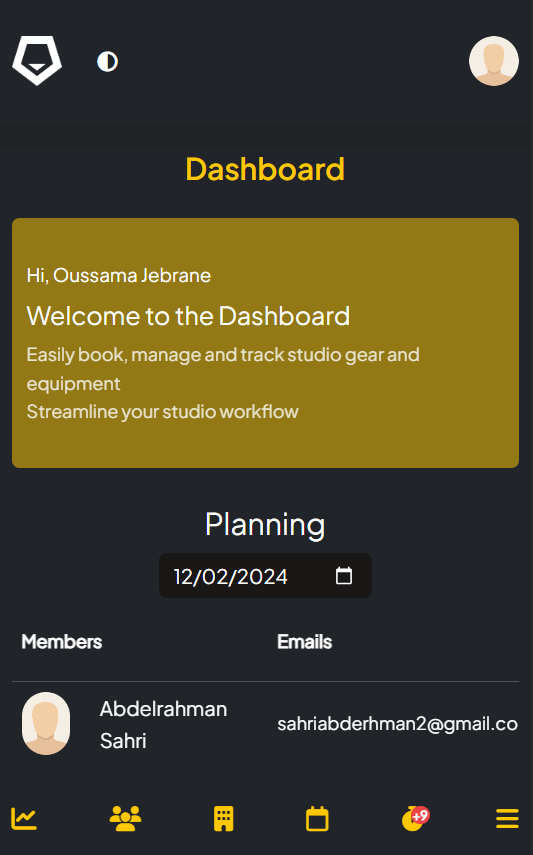 Dashboard
Hi, Oussama Jebrane
Welcome to the Dashboard
Easily book, manage and track studio gear and
equipment
Streamline your studio workflow
Planning
12/02/2024
Members Emails
Abdelrahman
Sahri
sahriabderhman2@gmail.co
+9